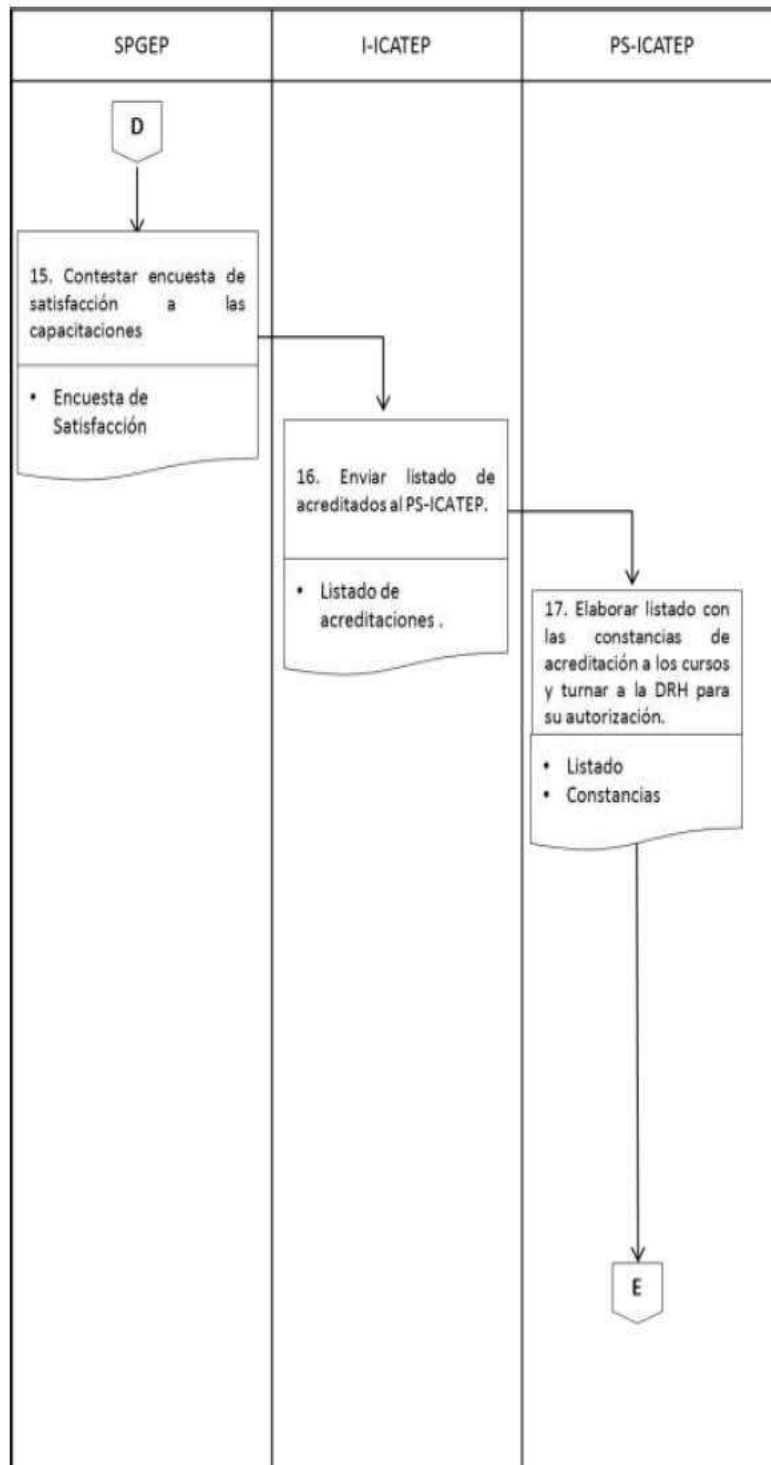 SPGEP
I-ICATEP
PS-ICATEP
D
15. Contestar encuesta de
satisfacción a las
capacitaciones
• Encuesta de
Satisfacción
16. Enviar listado de
acreditados al PS-ICATEP.
• Listado de
acreditaciones .
17. Elaborar listado con
las constancias de
acreditación a los cursos
y turnar a la DRH para
su autorización.
• Listado
• Constancias
E